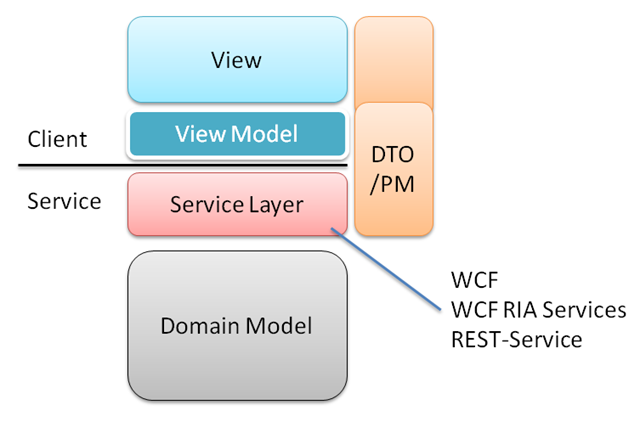 View
Client
View Model
DTO
/PM
Service
Service Layer
WCF
WCF RIA Services
REST-Service
Domain Model